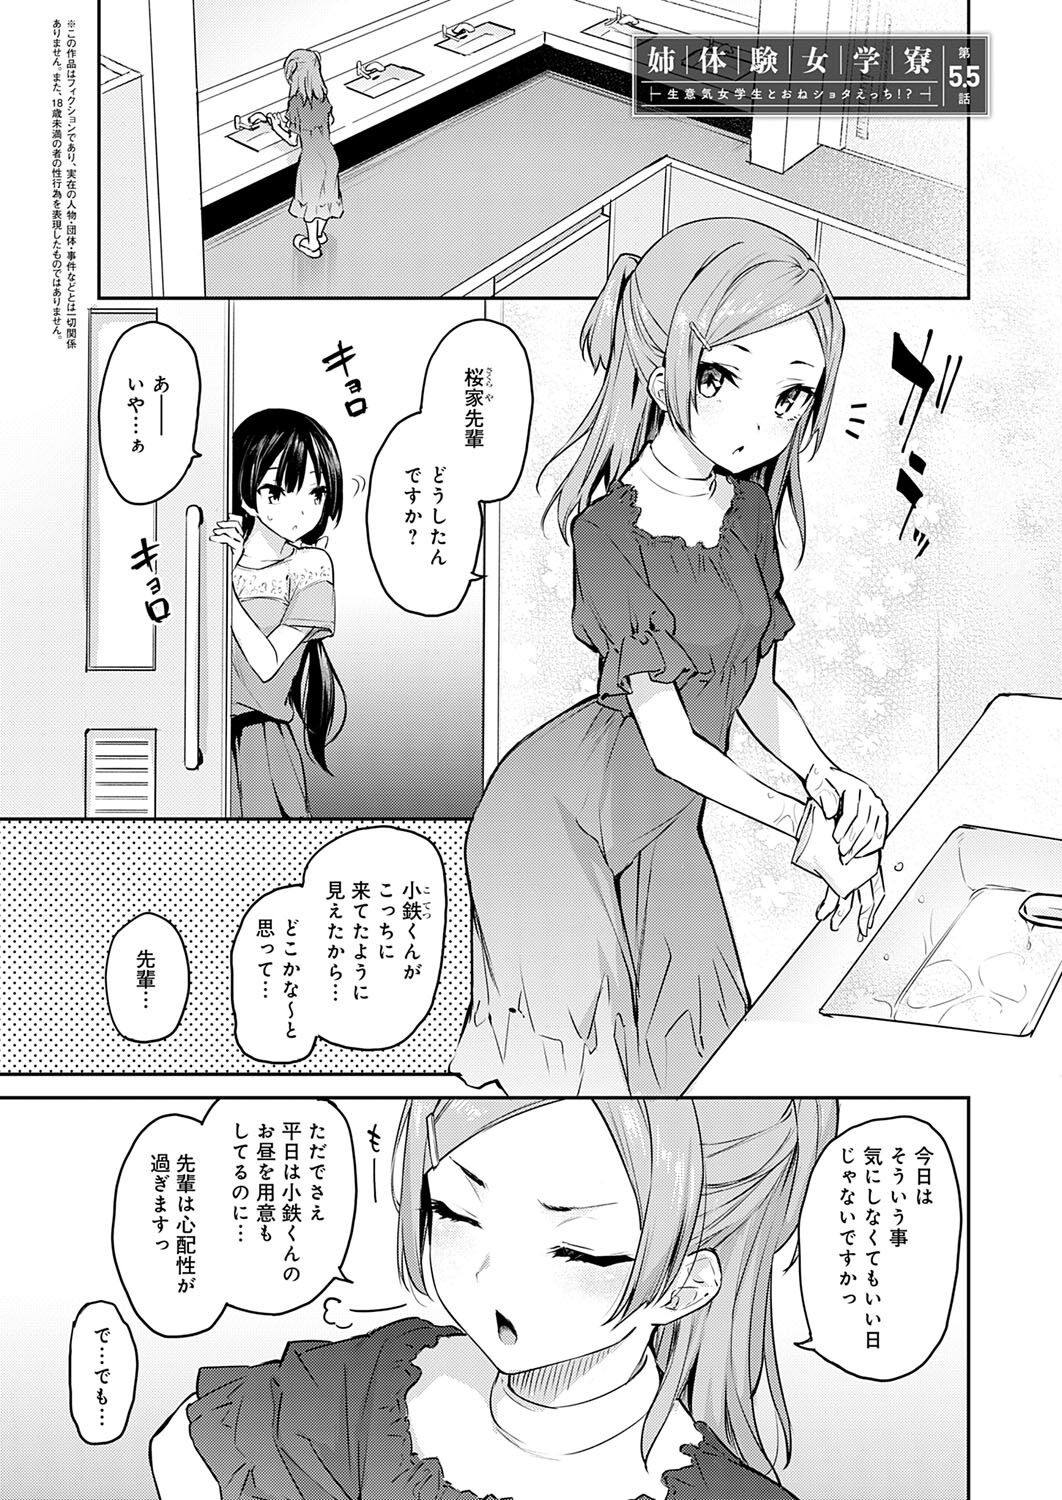 姉体験女学寮
第5.5話
生意気女学生とおねショタえっち!?
※この作品はフィクションであり、実在の人物・団体・事件などとは一切関係
ありません。また、18歳未満の者の性行為を表現したものではありません。
桜家先輩
さくらや
どうしたん
ですか?
キョロ
あ――
いや…ぁ
キョロ
小鉄くんが
こてつ
こっちに
来てたように
見えたから…
どこかな〜と
思って…
先輩…
今日は
そういう事
気にしなくてもいい日
じゃないですかっ
も――
ただでさえ
平日は小鉄くんの
お昼を用意も
してるのに…
先輩は心配性が
過ぎますっ
で…でも…